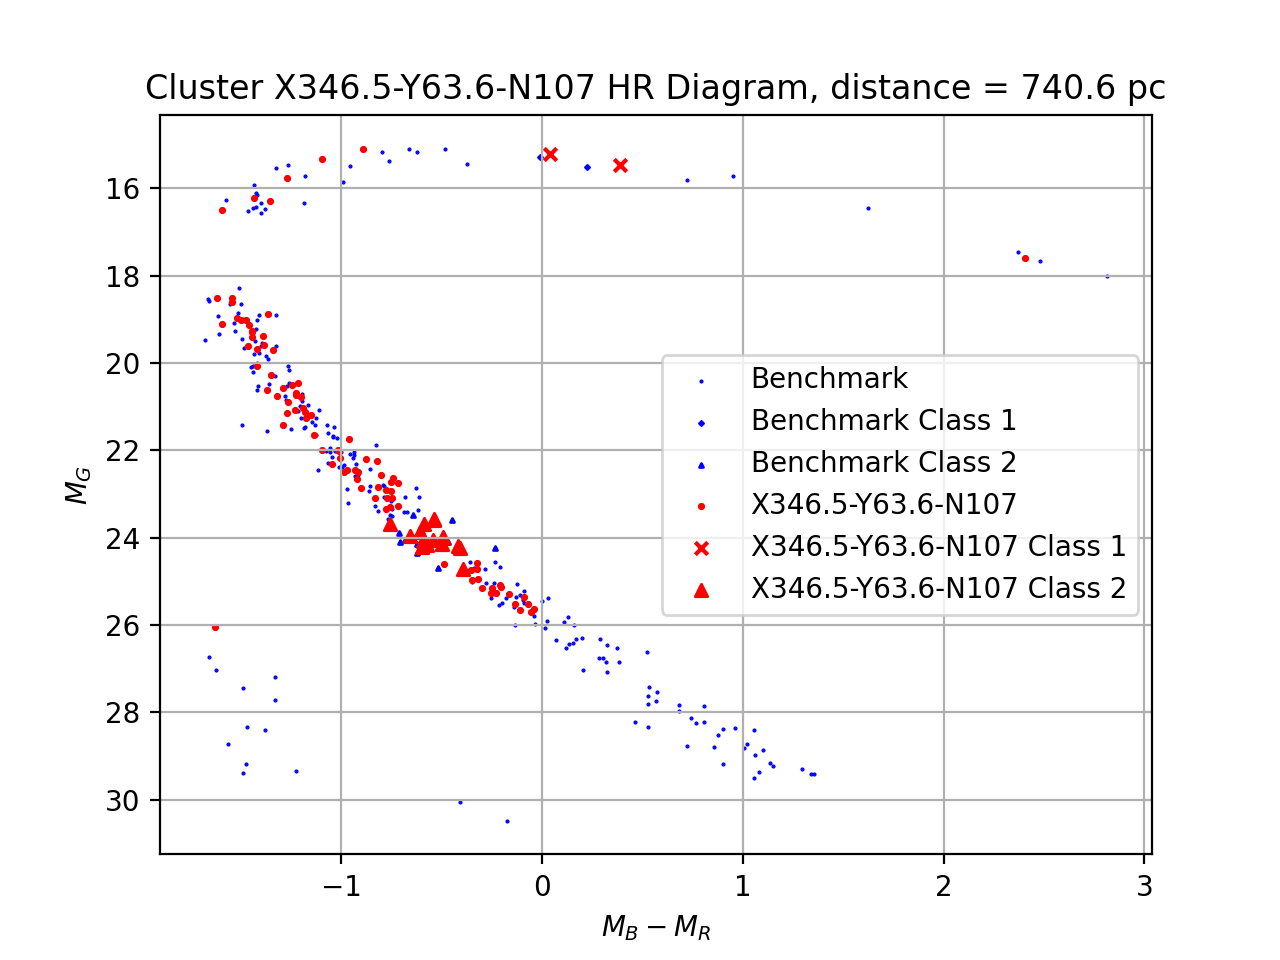 Cluster X346.5-Y63.6-N107 HR Diagram, distance = 740.6 pc
16
18
20
22
24
26
28
30
M_G
Benchmark
Benchmark Class 1
Benchmark Class 2
X346.5-Y63.6-N107
X346.5-Y63.6-N107 Class 1
X346.5-Y63.6-N107 Class 2
−1 0 1 2 3
M_B − M_R